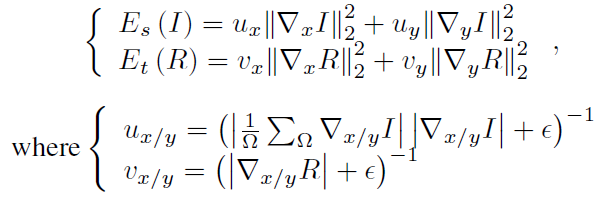 { E_s (I) = u_x‖∇_x I‖_2^2 + u_y‖∇_y I‖_2^2
E_t (R) = v_x‖∇_x R‖_2^2 + v_y‖∇_y R‖_2^2 ,
where { u_{x/y} = (|1/Ω ∑_Ω ∇_{x/y} I| |∇_{x/y} I| + ϵ)^{−1}
v_{x/y} = (|∇_{x/y} R| + ϵ)^{−1}